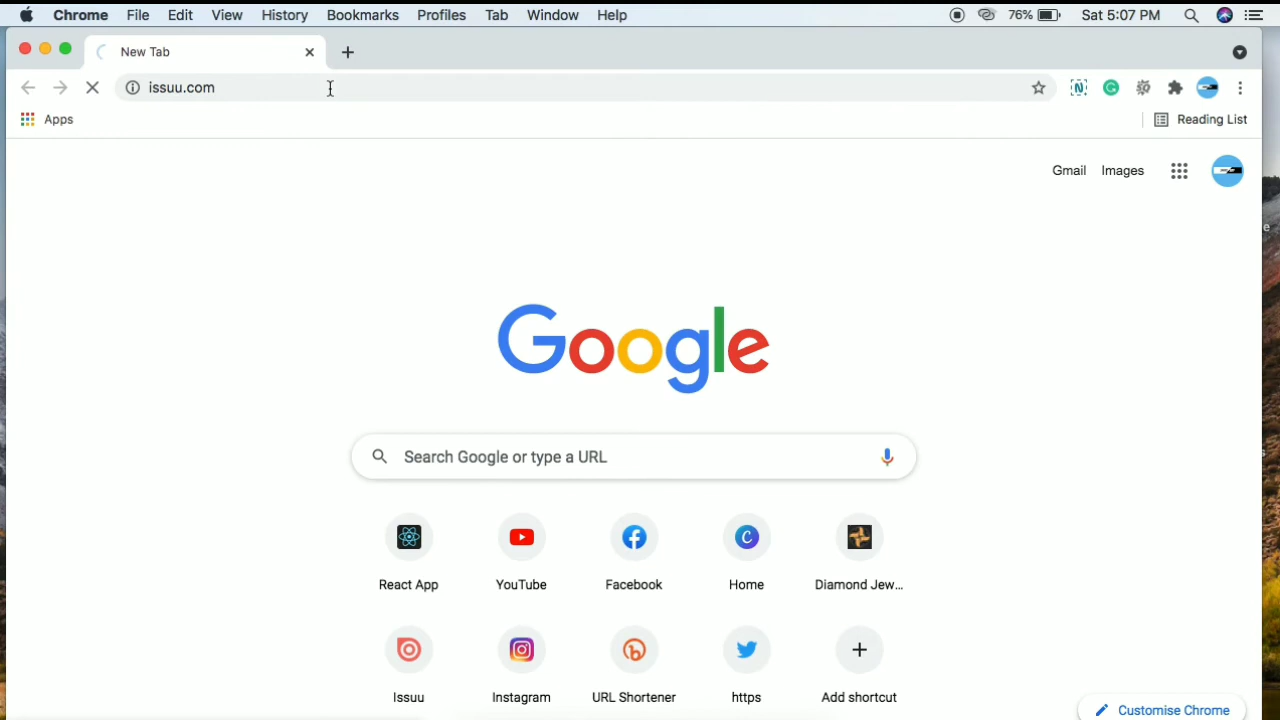 Chrome File Edit View History Bookmarks Profiles Tab Window Help 76% Sat 5:07 PM
New Tab
issuu.com
Apps Reading List
Gmail Images
Google
Search Google or type a URL
React App YouTube Facebook Home Diamond Jew...
Issuu Instagram URL Shortener https Add shortcut
Customise Chrome